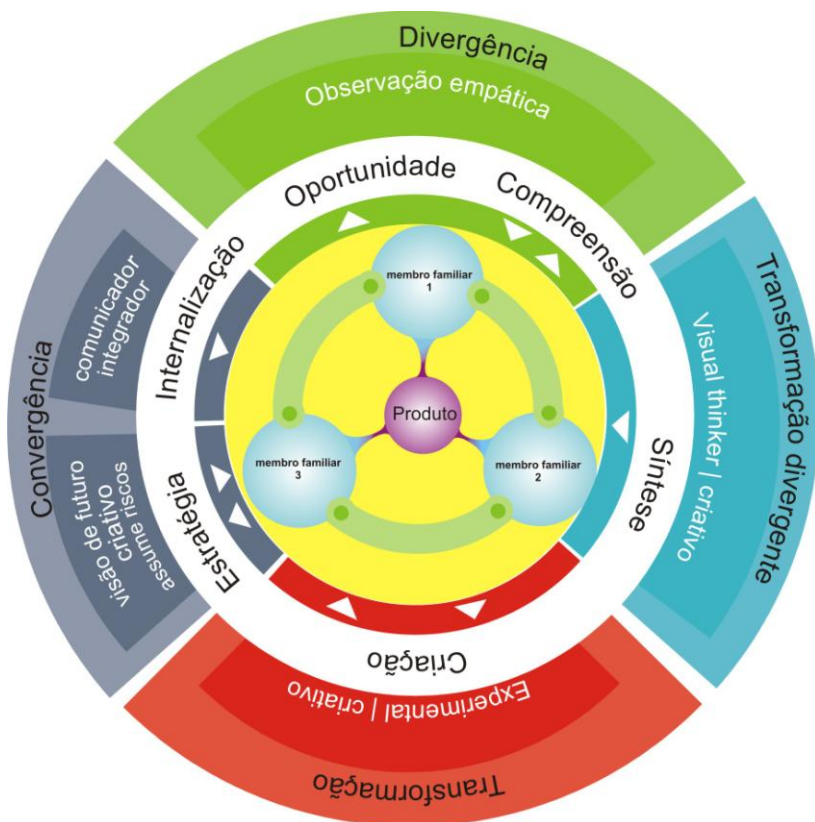 Divergência
Observação empática
Oportunidade
Compreensão
Transformação divergente
Visual thinker | criativo
Síntese
Transformação
Experimental | criativo
Criação
Convergência
comunicador
integrador
visão de futuro
criativo
assume riscos
Internalização
Estratégia
membro familiar
1
Produto
membro familiar
2
membro familiar
3